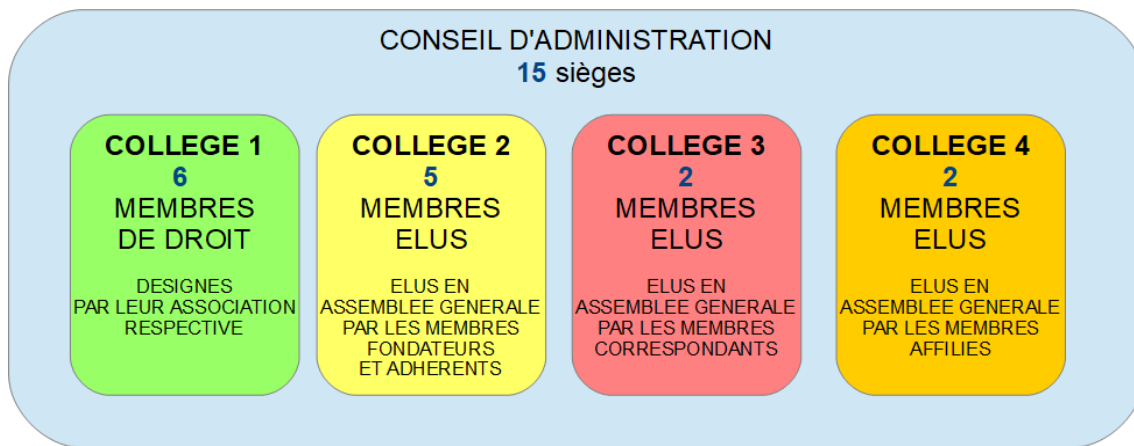 CONSEIL D'ADMINISTRATION
15 sièges
COLLEGE 1
6
MEMBRES
DE DROIT
DESIGNES
PAR LEUR ASSOCIATION
RESPECTIVE
COLLEGE 2
5
MEMBRES
ELUS
ELUS EN
ASSEMBLEE GENERALE
PAR LES MEMBRES
FONDATEURS
ET ADHERENTS
COLLEGE 3
2
MEMBRES
ELUS
ELUS EN
ASSEMBLEE GENERALE
PAR LES MEMBRES
CORRESPONDANTS
COLLEGE 4
2
MEMBRES
ELUS
ELUS EN
ASSEMBLEE GENERALE
PAR LES MEMBRES
AFFILIES